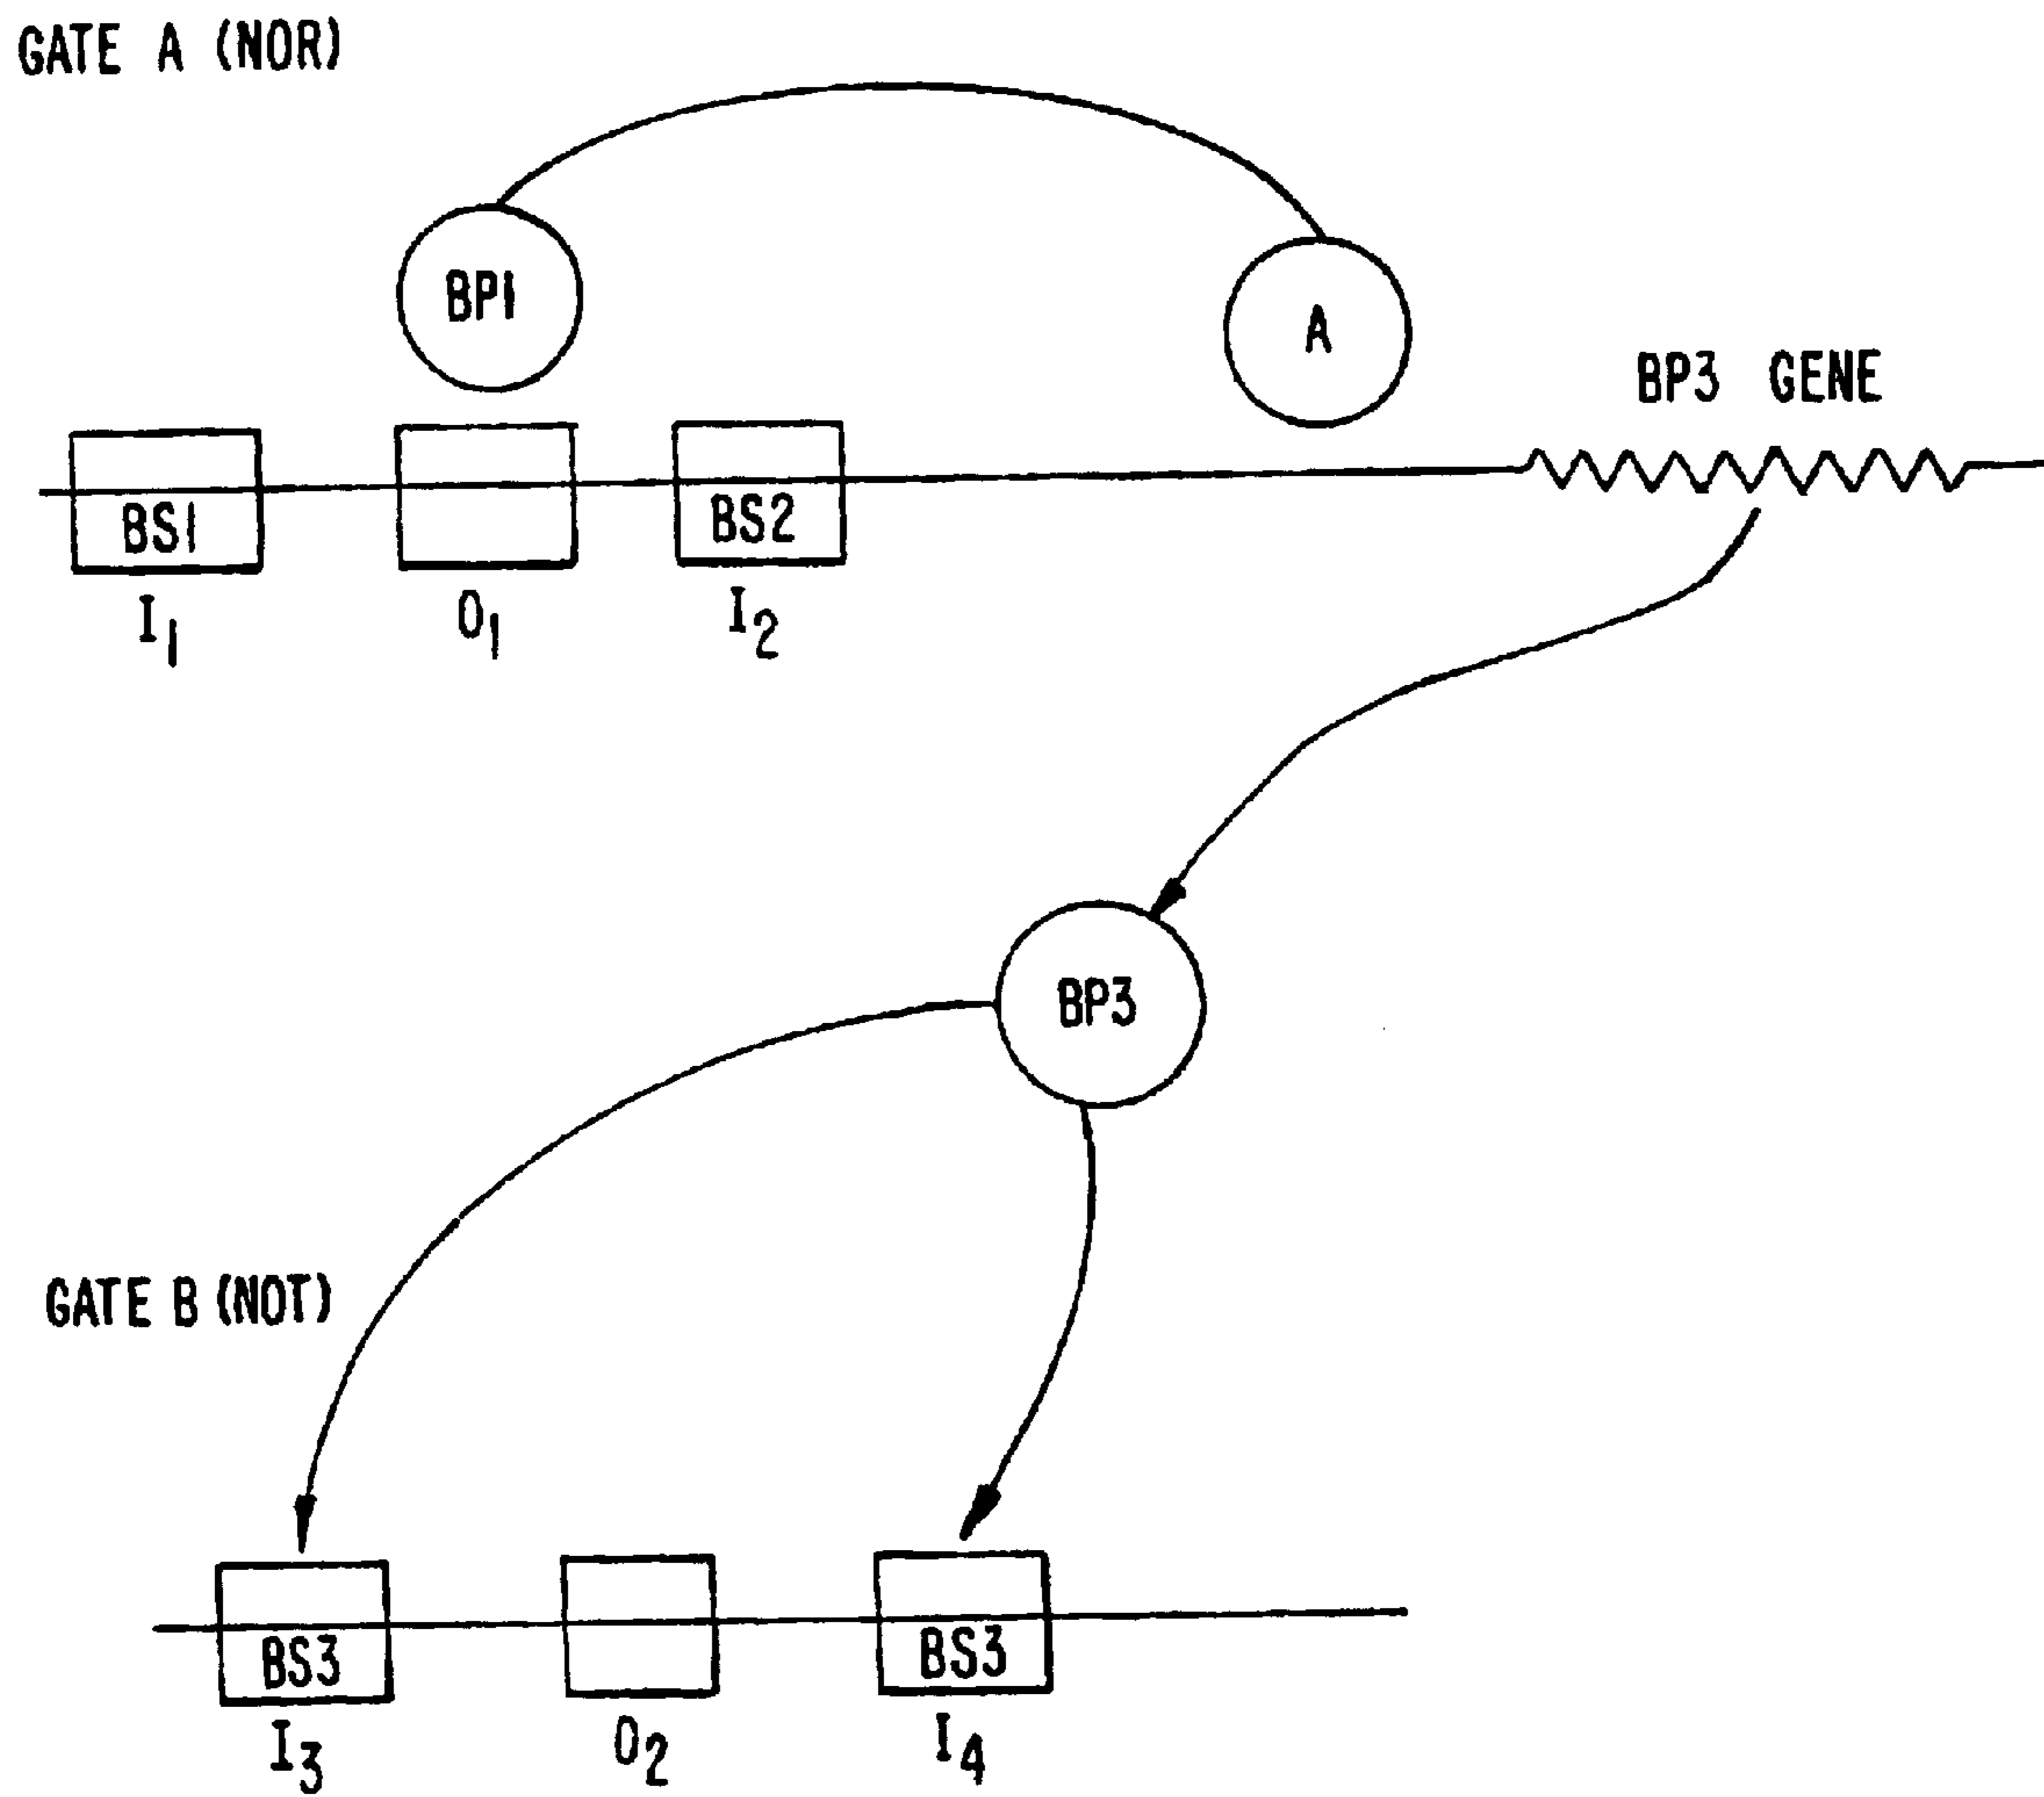 GATE A (NOR)
BP1
A
BP3 GENE
BS1
BS2
I1
O1
I2
BP3
GATE B (NOT)
BS3
BS3
I3
O2
I4